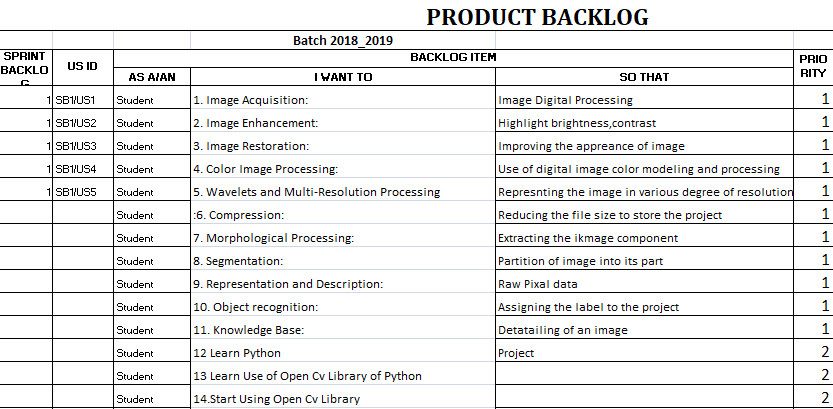 PRODUCT BACKLOG
Batch 2018_2019
SPRINT BACKLOG US ID BACKLOG ITEM PRIORITY
AS A/AN I WANT TO SO THAT
1 SB1/US1 Student 1. Image Acquisition: Image Digital Processing 1
1 SB1/US2 Student 2. Image Enhancement: Highlight brightness,contrast 1
1 SB1/US3 Student 3. Image Restoration: Improving the appreance of image 1
1 SB1/US4 Student 4. Color Image Processing: Use of digital image color modeling and processing 1
1 SB1/US5 Student 5. Wavelets and Multi-Resolution Processing Represnting the image in various degree of resolution 1
Student :6. Compression: Reducing the file size to store the project 1
Student 7. Morphological Processing: Extracting the ikmage component 1
Student 8. Segmentation: Partition of image into its part 1
Student 9. Representation and Description: Raw Pixal data 1
Student 10. Object recognition: Assigning the label to the project 1
Student 11. Knowledge Base: Detatailing of an image 1
Student 12 Learn Python Project 2
Student 13 Learn Use of Open Cv Library of Python 2
Student 14.Start Using Open Cv Library 2